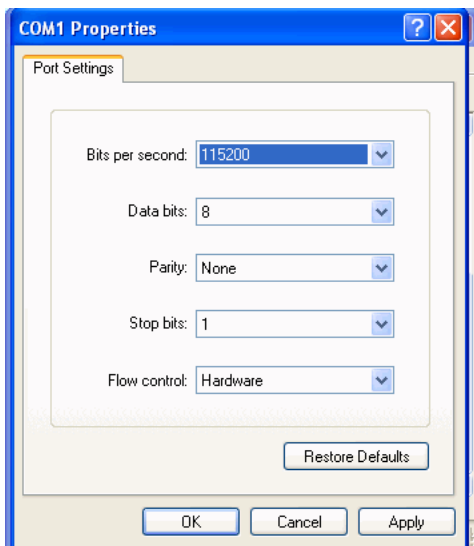 COM1 Properties
Port Settings
Bits per second: 115200
Data bits: 8
Parity: None
Stop bits: 1
Flow control: Hardware
Restore Defaults
OK Cancel Apply